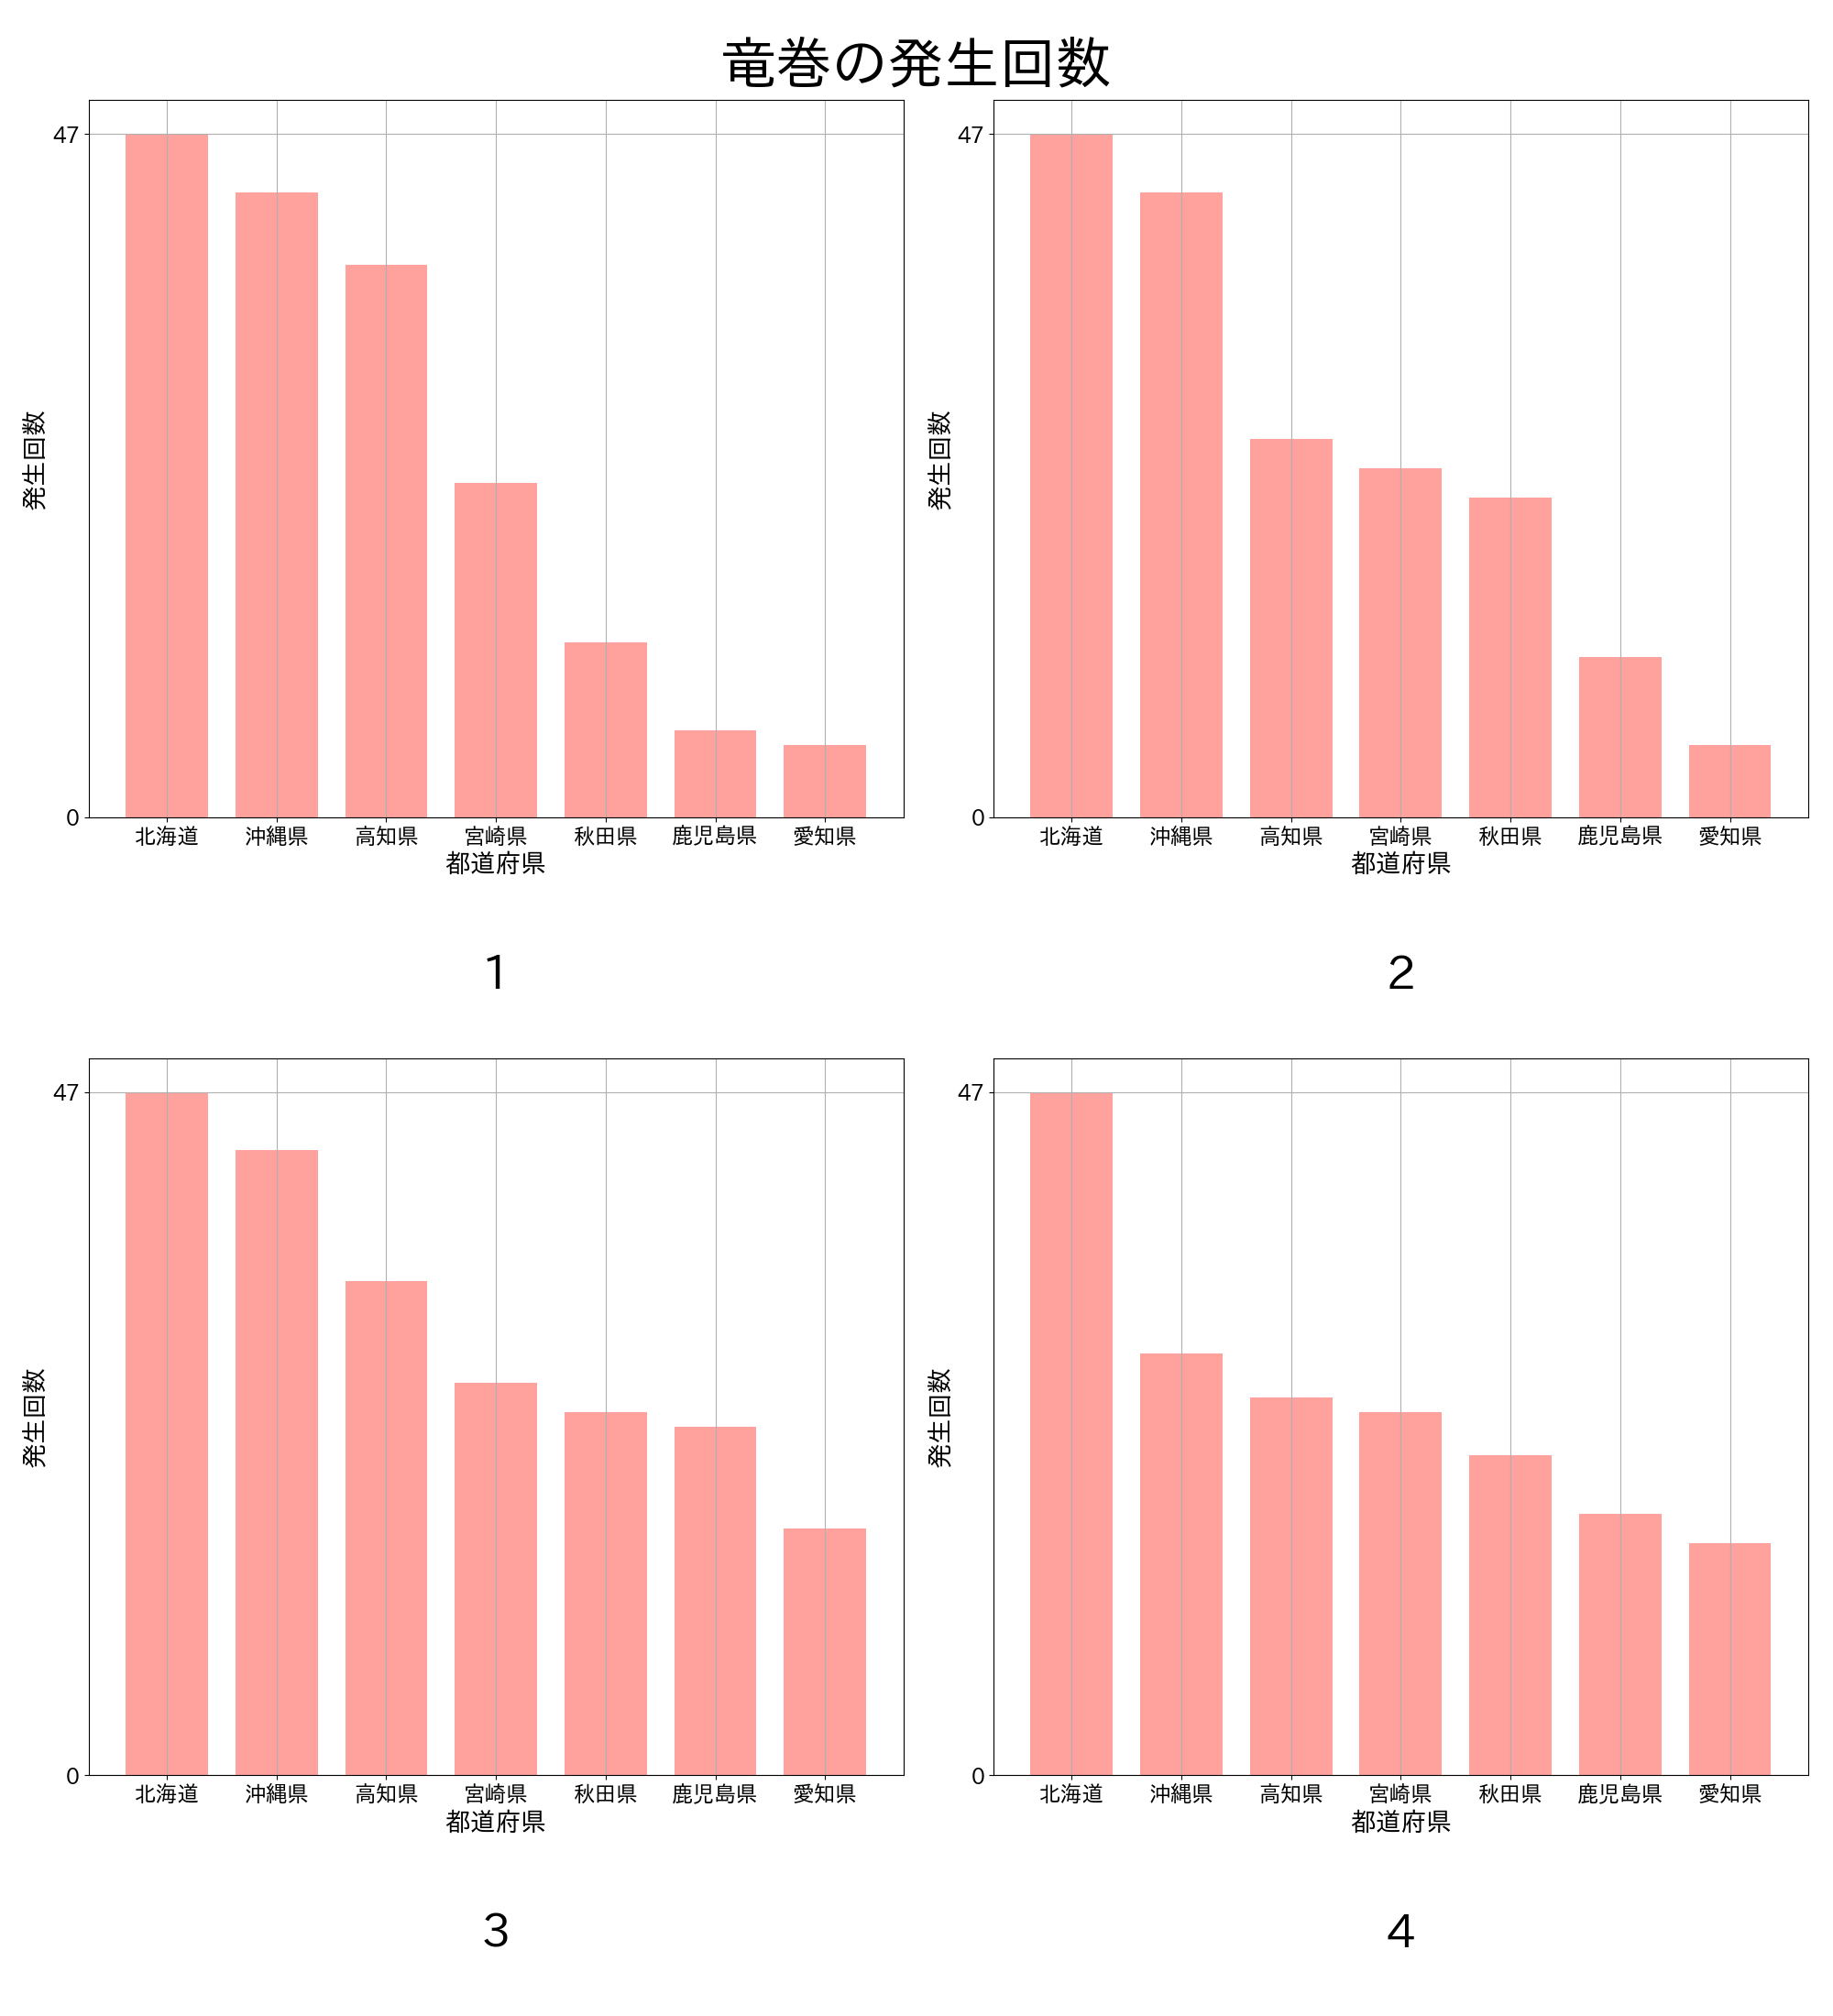 竜巻の発生回数
47
0
発生回数
北海道 沖縄県 高知県 宮崎県 秋田県 鹿児島県 愛知県
都道府県
1
47
0
発生回数
北海道 沖縄県 高知県 宮崎県 秋田県 鹿児島県 愛知県
都道府県
2
47
0
発生回数
北海道 沖縄県 高知県 宮崎県 秋田県 鹿児島県 愛知県
都道府県
3
47
0
発生回数
北海道 沖縄県 高知県 宮崎県 秋田県 鹿児島県 愛知県
都道府県
4